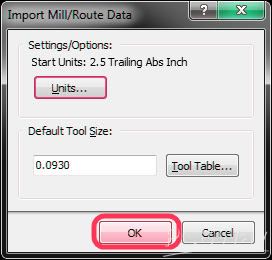 Import Mill/Route Data
?
Settings/Options:
Start Units: 2.5 Trailing Abs Inch
Units...
Default Tool Size:
0.0930
Tool Table...
OK
Cancel